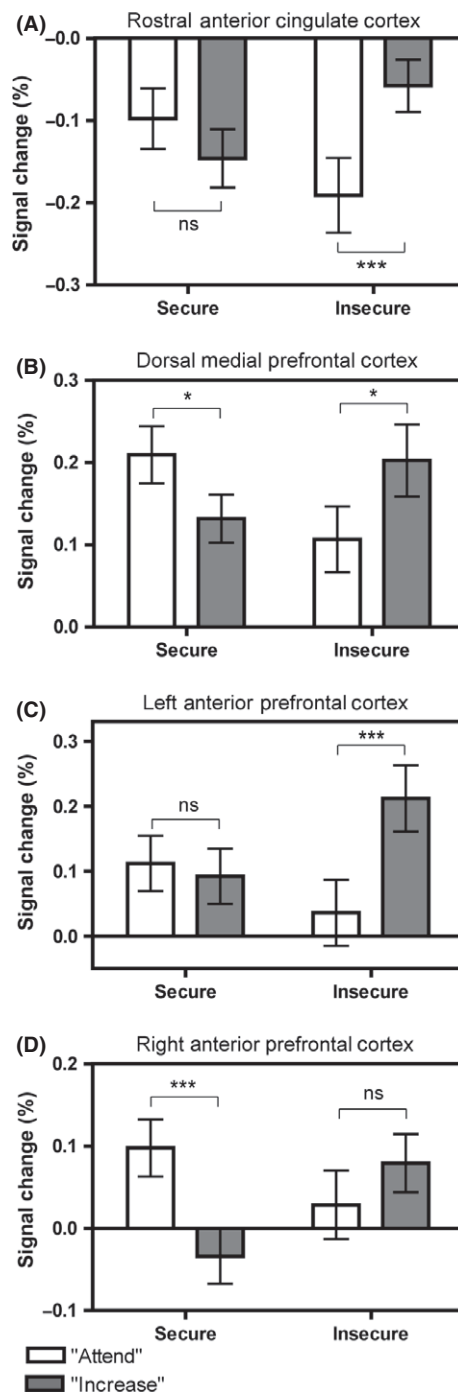 (A) Rostral anterior cingulate cortex
Signal change (%)
–0.0
–0.1
–0.2
–0.3
ns
***
Secure Insecure
(B) Dorsal medial prefrontal cortex
Signal change (%)
0.3
0.2
0.1
0.0
*
*
Secure Insecure
(C) Left anterior prefrontal cortex
Signal change (%)
0.3
0.2
0.1
0.0
ns
***
Secure Insecure
(D) Right anterior prefrontal cortex
Signal change (%)
0.2
0.1
0.0
–0.1
***
ns
Secure Insecure
"Attend"
"Increase"